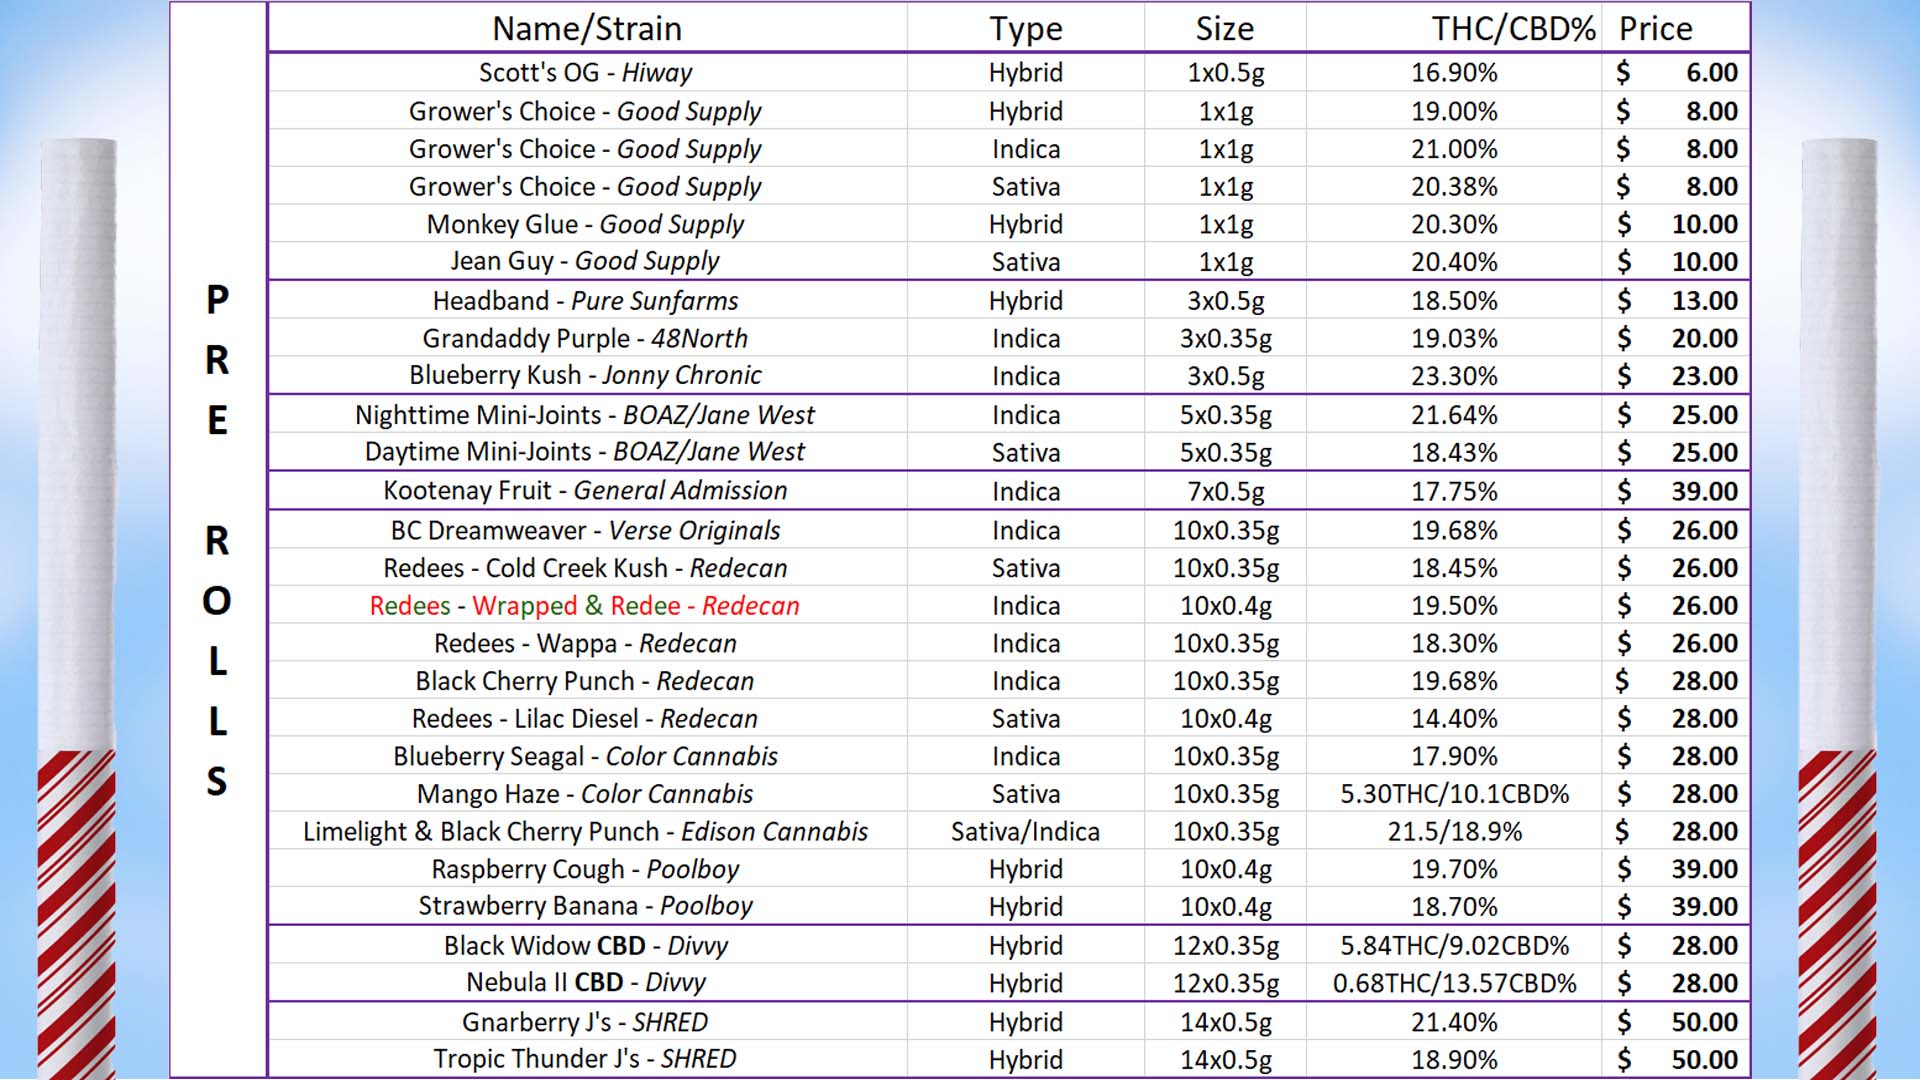 Name/Strain Type Size THC/CBD% Price
Scott's OG - Hiway Hybrid 1x0.5g 16.90% $ 6.00
Grower's Choice - Good Supply Hybrid 1x1g 19.00% $ 8.00
Grower's Choice - Good Supply Indica 1x1g 21.00% $ 8.00
Grower's Choice - Good Supply Sativa 1x1g 20.38% $ 8.00
Monkey Glue - Good Supply Hybrid 1x1g 20.30% $ 10.00
Jean Guy - Good Supply Sativa 1x1g 20.40% $ 10.00
Headband - Pure Sunfarms Hybrid 3x0.5g 18.50% $ 13.00
Grandaddy Purple - 48North Indica 3x0.35g 19.03% $ 20.00
Blueberry Kush - Jonny Chronic Indica 3x0.5g 23.30% $ 23.00
Nighttime Mini-Joints - BOAZ/Jane West Indica 5x0.35g 21.64% $ 25.00
Daytime Mini-Joints - BOAZ/Jane West Sativa 5x0.35g 18.43% $ 25.00
Kootenay Fruit - General Admission Indica 7x0.5g 17.75% $ 39.00
BC Dreamweaver - Verse Originals Indica 10x0.35g 19.68% $ 26.00
Redees - Cold Creek Kush - Redecan Sativa 10x0.35g 18.45% $ 26.00
Redees - Wrapped & Redee - Redecan Indica 10x0.4g 19.50% $ 26.00
Redees - Wappa - Redecan Indica 10x0.35g 18.30% $ 26.00
Black Cherry Punch - Redecan Indica 10x0.35g 19.68% $ 28.00
Redees - Lilac Diesel - Redecan Sativa 10x0.4g 14.40% $ 28.00
Blueberry Seagal - Color Cannabis Indica 10x0.35g 17.90% $ 28.00
Mango Haze - Color Cannabis Sativa 10x0.35g 5.30THC/10.1CBD% $ 28.00
Limelight & Black Cherry Punch - Edison Cannabis Sativa/Indica 10x0.35g 21.5/18.9% $ 28.00
Raspberry Cough - Poolboy Hybrid 10x0.4g 19.70% $ 39.00
Strawberry Banana - Poolboy Hybrid 10x0.4g 18.70% $ 39.00
Black Widow CBD - Divvy Hybrid 12x0.35g 5.84THC/9.02CBD% $ 28.00
Nebula II CBD - Divvy Hybrid 12x0.35g 0.68THC/13.57CBD% $ 28.00
Gnarberry J's - SHRED Hybrid 14x0.5g 21.40% $ 50.00
Tropic Thunder J's - SHRED Hybrid 14x0.5g 18.90% $ 50.00
P
R
E
R
O
L
L
S